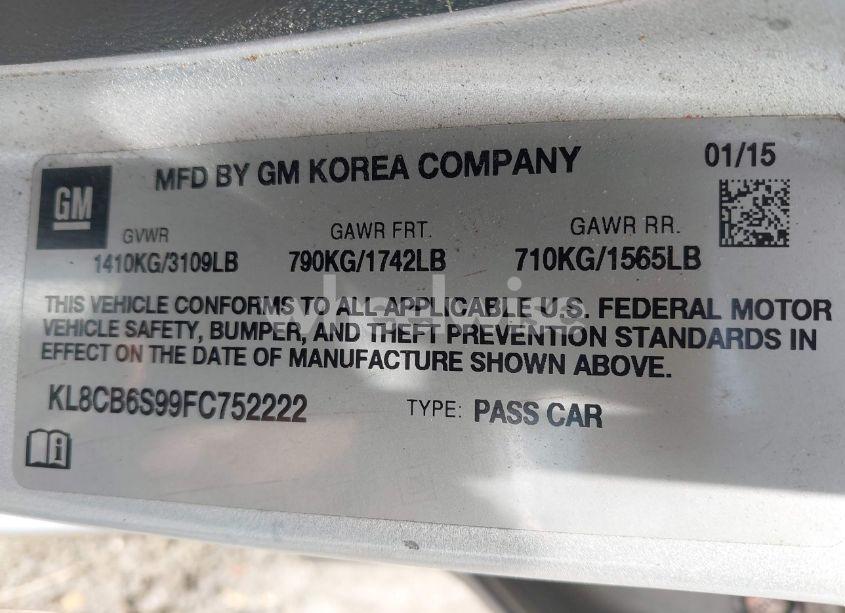 MFD BY GM KOREA COMPANY 01/15
GM
GVWR GAWR FRT. GAWR RR.
1410KG/3109LB 790KG/1742LB 710KG/1565LB
THIS VEHICLE CONFORMS TO ALL APPLICABLE U.S. FEDERAL MOTOR
VEHICLE SAFETY, BUMPER, AND THEFT PREVENTION STANDARDS IN
EFFECT ON THE DATE OF MANUFACTURE SHOWN ABOVE.
KL8CB6S99FC752222 TYPE: PASS CAR